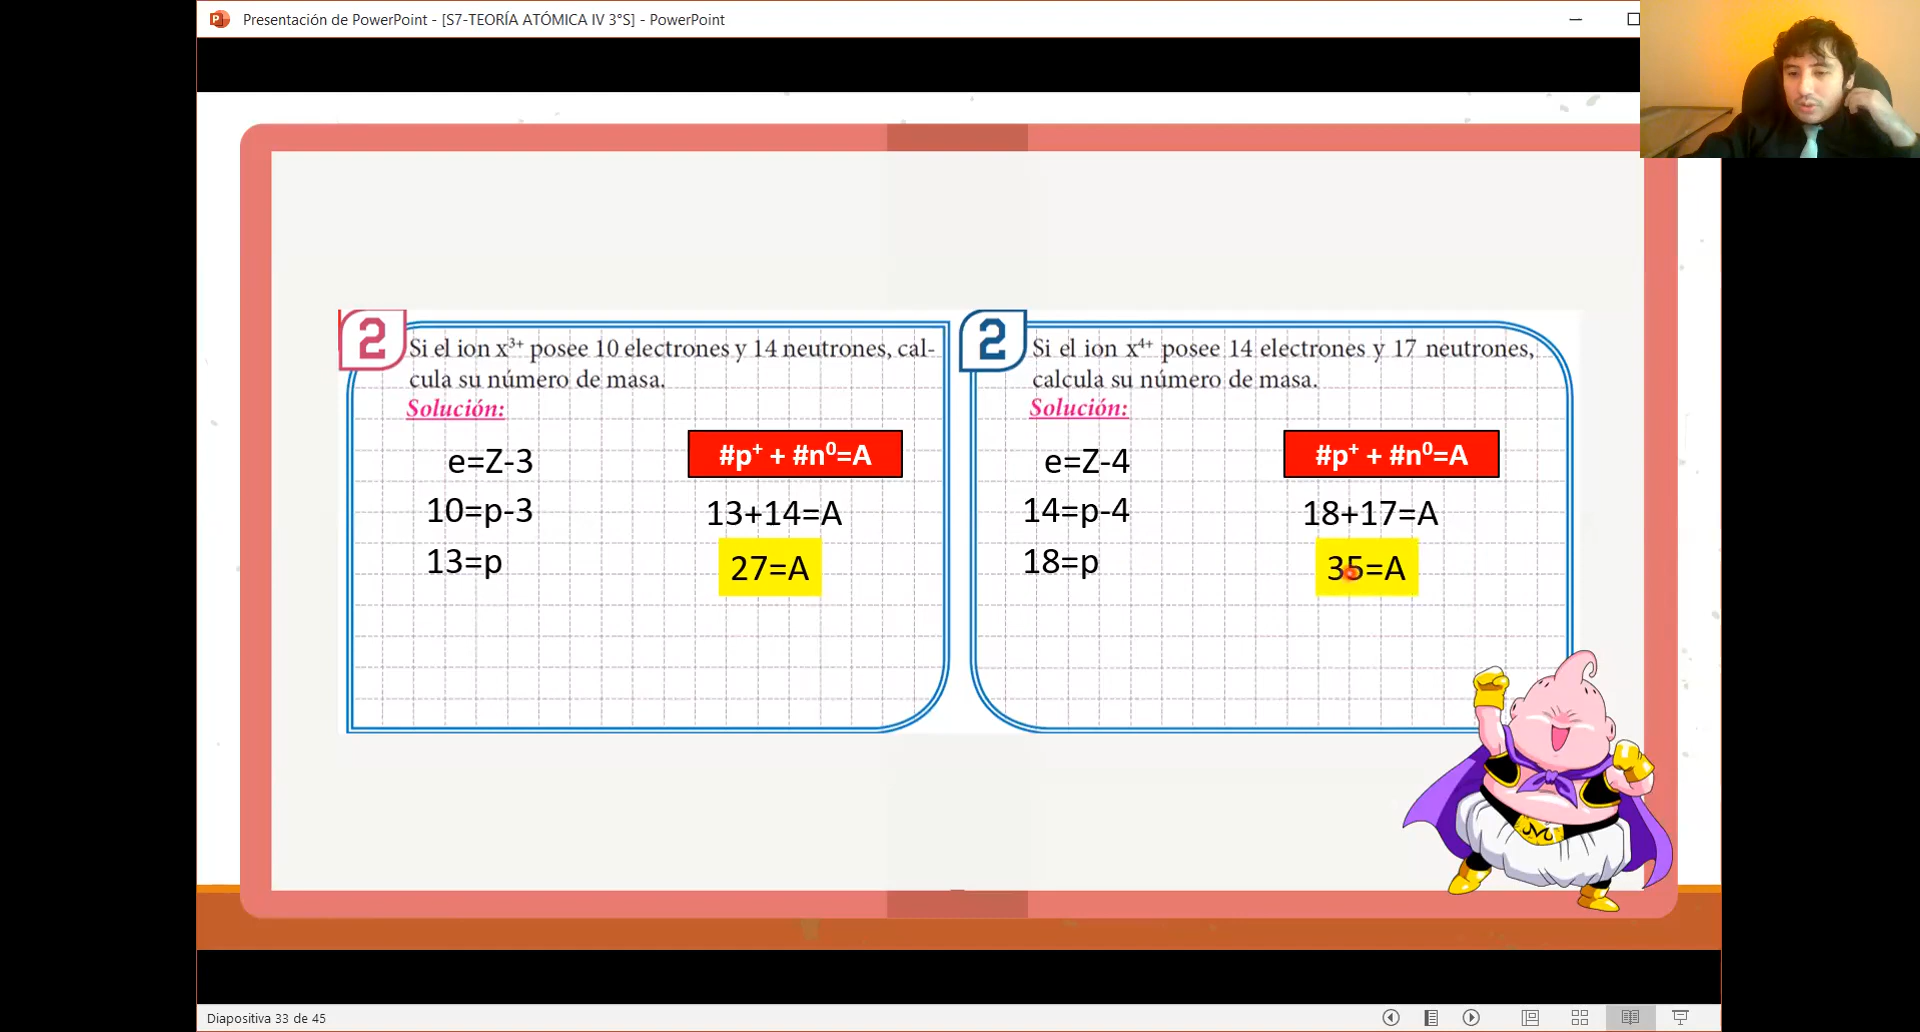 Presentación de PowerPoint - [S7-TEORÍA ATÓMICA IV 3°S] - PowerPoint
2
Si el ion x³⁺ posee 10 electrones y 14 neutrones, cal-
cula su número de masa.
Solución:
e=Z-3
#p⁺ + #n⁰=A
10=p-3
13+14=A
13=p
27=A
2
Si el ion x⁴⁺ posee 14 electrones y 17 neutrones,
calcula su número de masa.
Solución:
e=Z-4
#p⁺ + #n⁰=A
14=p-4
18+17=A
18=p
35=A
M
Diapositiva 33 de 45